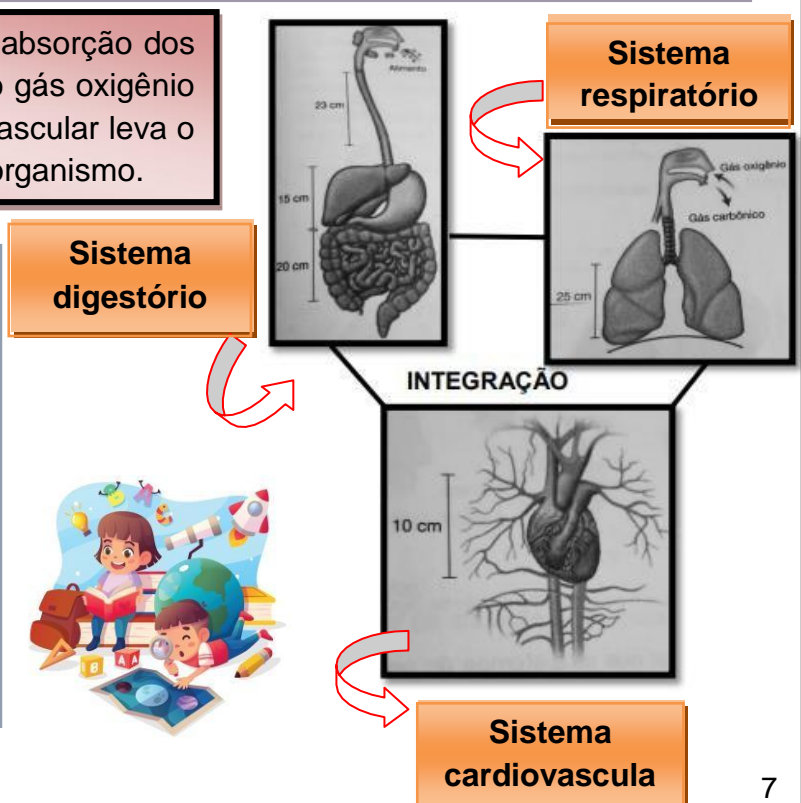 absorção dos
gás oxigênio
ascular leva o
organismo.
Sistema
respiratório
Alimento
23 cm
15 cm
20 cm
Gás oxigênio
Gás carbônico
25 cm
Sistema
digestório
INTEGRAÇÃO
10 cm
B A
B A A
Sistema
cardiovascula
7